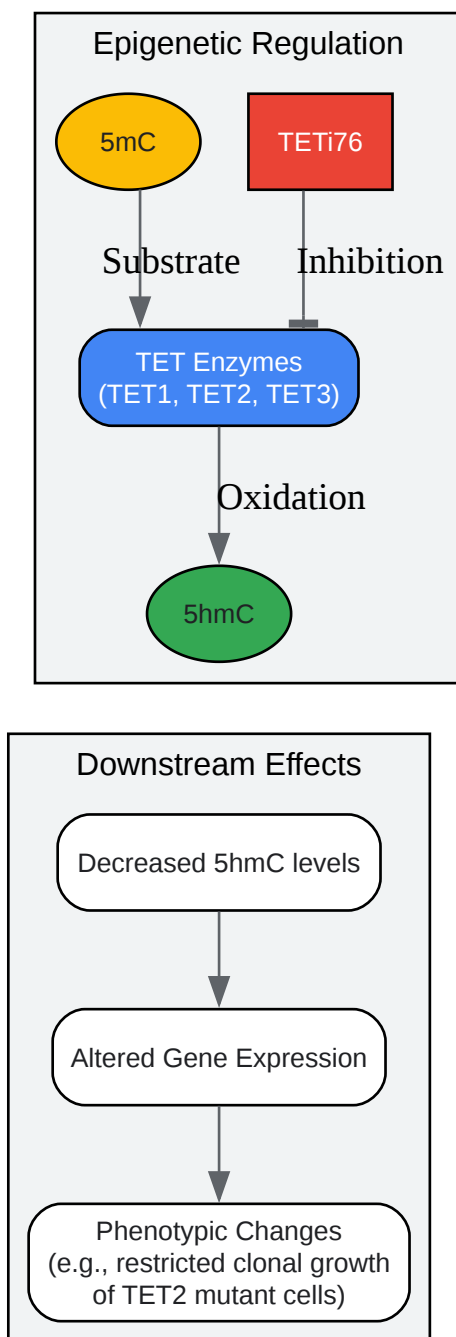 Epigenetic Regulation
5mC
TETi76
Substrate
Inhibition
TET Enzymes
(TET1, TET2, TET3)
Oxidation
5hmC
Downstream Effects
Decreased 5hmC levels
Altered Gene Expression
Phenotypic Changes
(e.g., restricted clonal growth
of TET2 mutant cells)